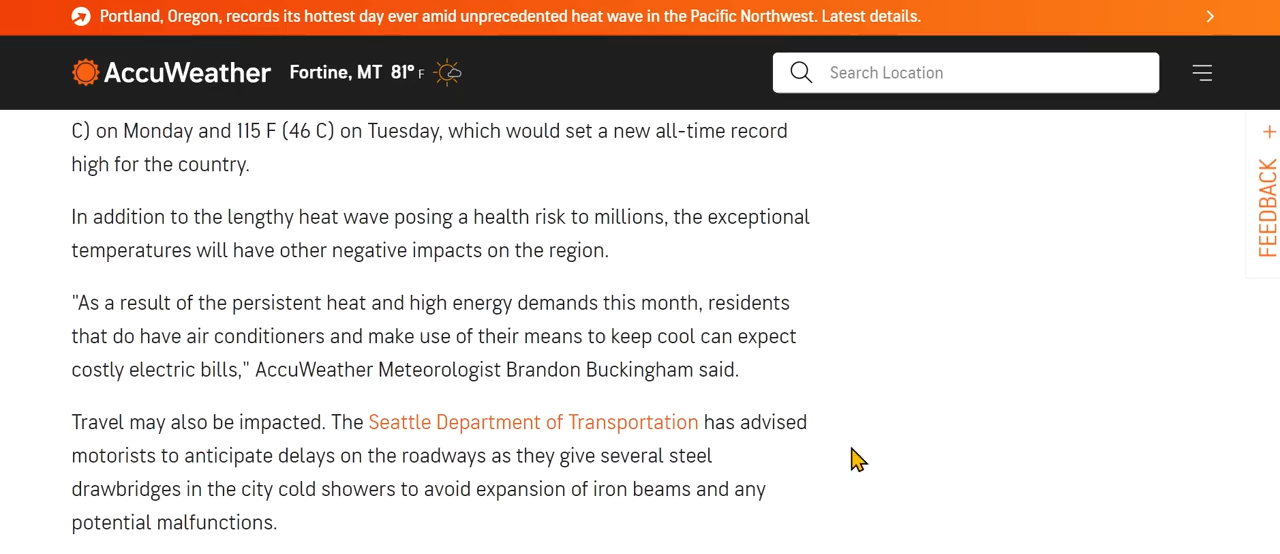 Portland, Oregon, records its hottest day ever amid unprecedented heat wave in the Pacific Northwest. Latest details.
AccuWeather Fortine, MT 81° F Search Location
C) on Monday and 115 F (46 C) on Tuesday, which would set a new all-time record
high for the country.
In addition to the lengthy heat wave posing a health risk to millions, the exceptional
temperatures will have other negative impacts on the region.
"As a result of the persistent heat and high energy demands this month, residents
that do have air conditioners and make use of their means to keep cool can expect
costly electric bills," AccuWeather Meteorologist Brandon Buckingham said.
Travel may also be impacted. The Seattle Department of Transportation has advised
motorists to anticipate delays on the roadways as they give several steel
drawbridges in the city cold showers to avoid expansion of iron beams and any
potential malfunctions.
FEEDBACK +